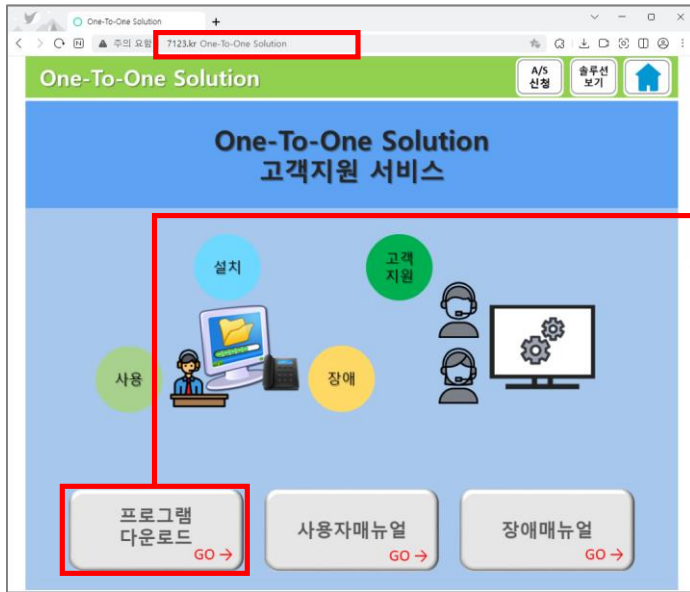 One-To-One Solution
주의 요함
7123.kr One-To-One Solution
One-To-One Solution
A/S
신청
솔루션
보기
One-To-One Solution
고객지원 서비스
설치
고객
지원
사용
장애
프로그램
다운로드
GO →
사용자매뉴얼
GO →
장애매뉴얼
GO →